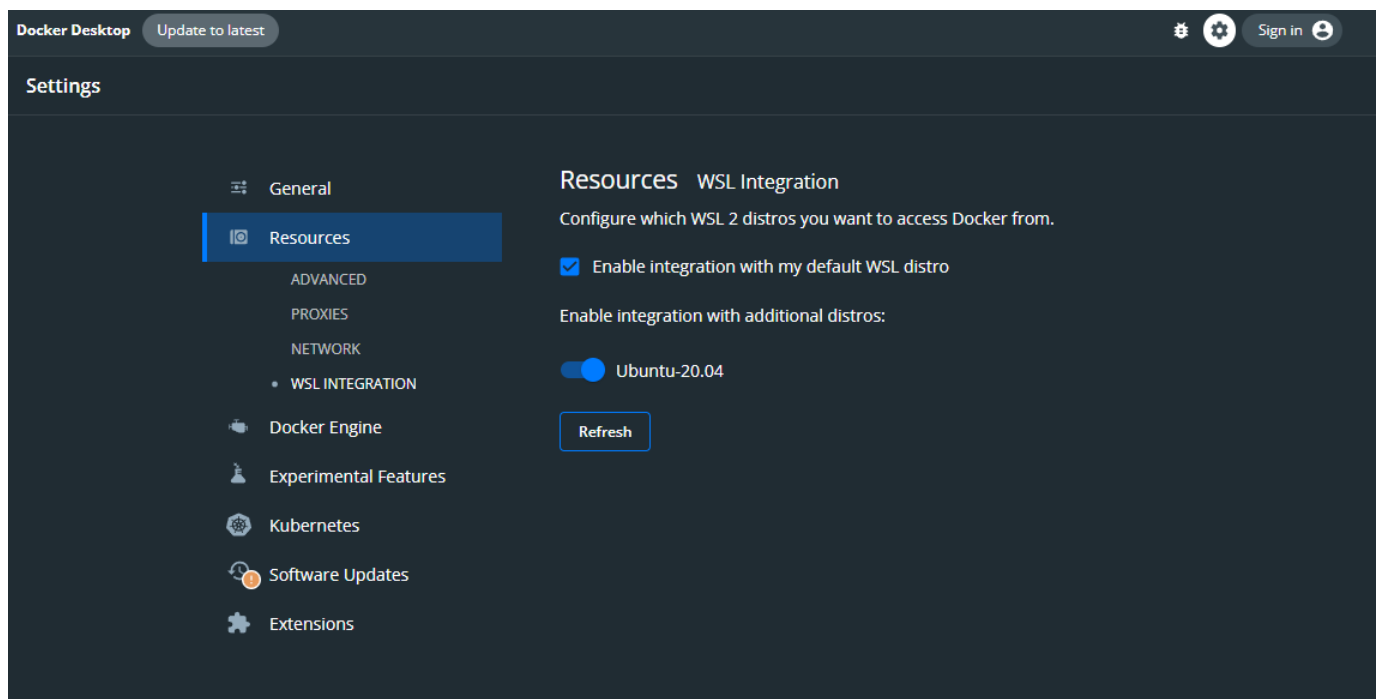 Docker Desktop Update to latest Sign in
Settings
General
Resources
ADVANCED
PROXIES
NETWORK
WSL INTEGRATION
Docker Engine
Experimental Features
Kubernetes
Software Updates
Extensions
Resources WSL Integration
Configure which WSL 2 distros you want to access Docker from.
Enable integration with my default WSL distro
Enable integration with additional distros:
Ubuntu-20.04
Refresh